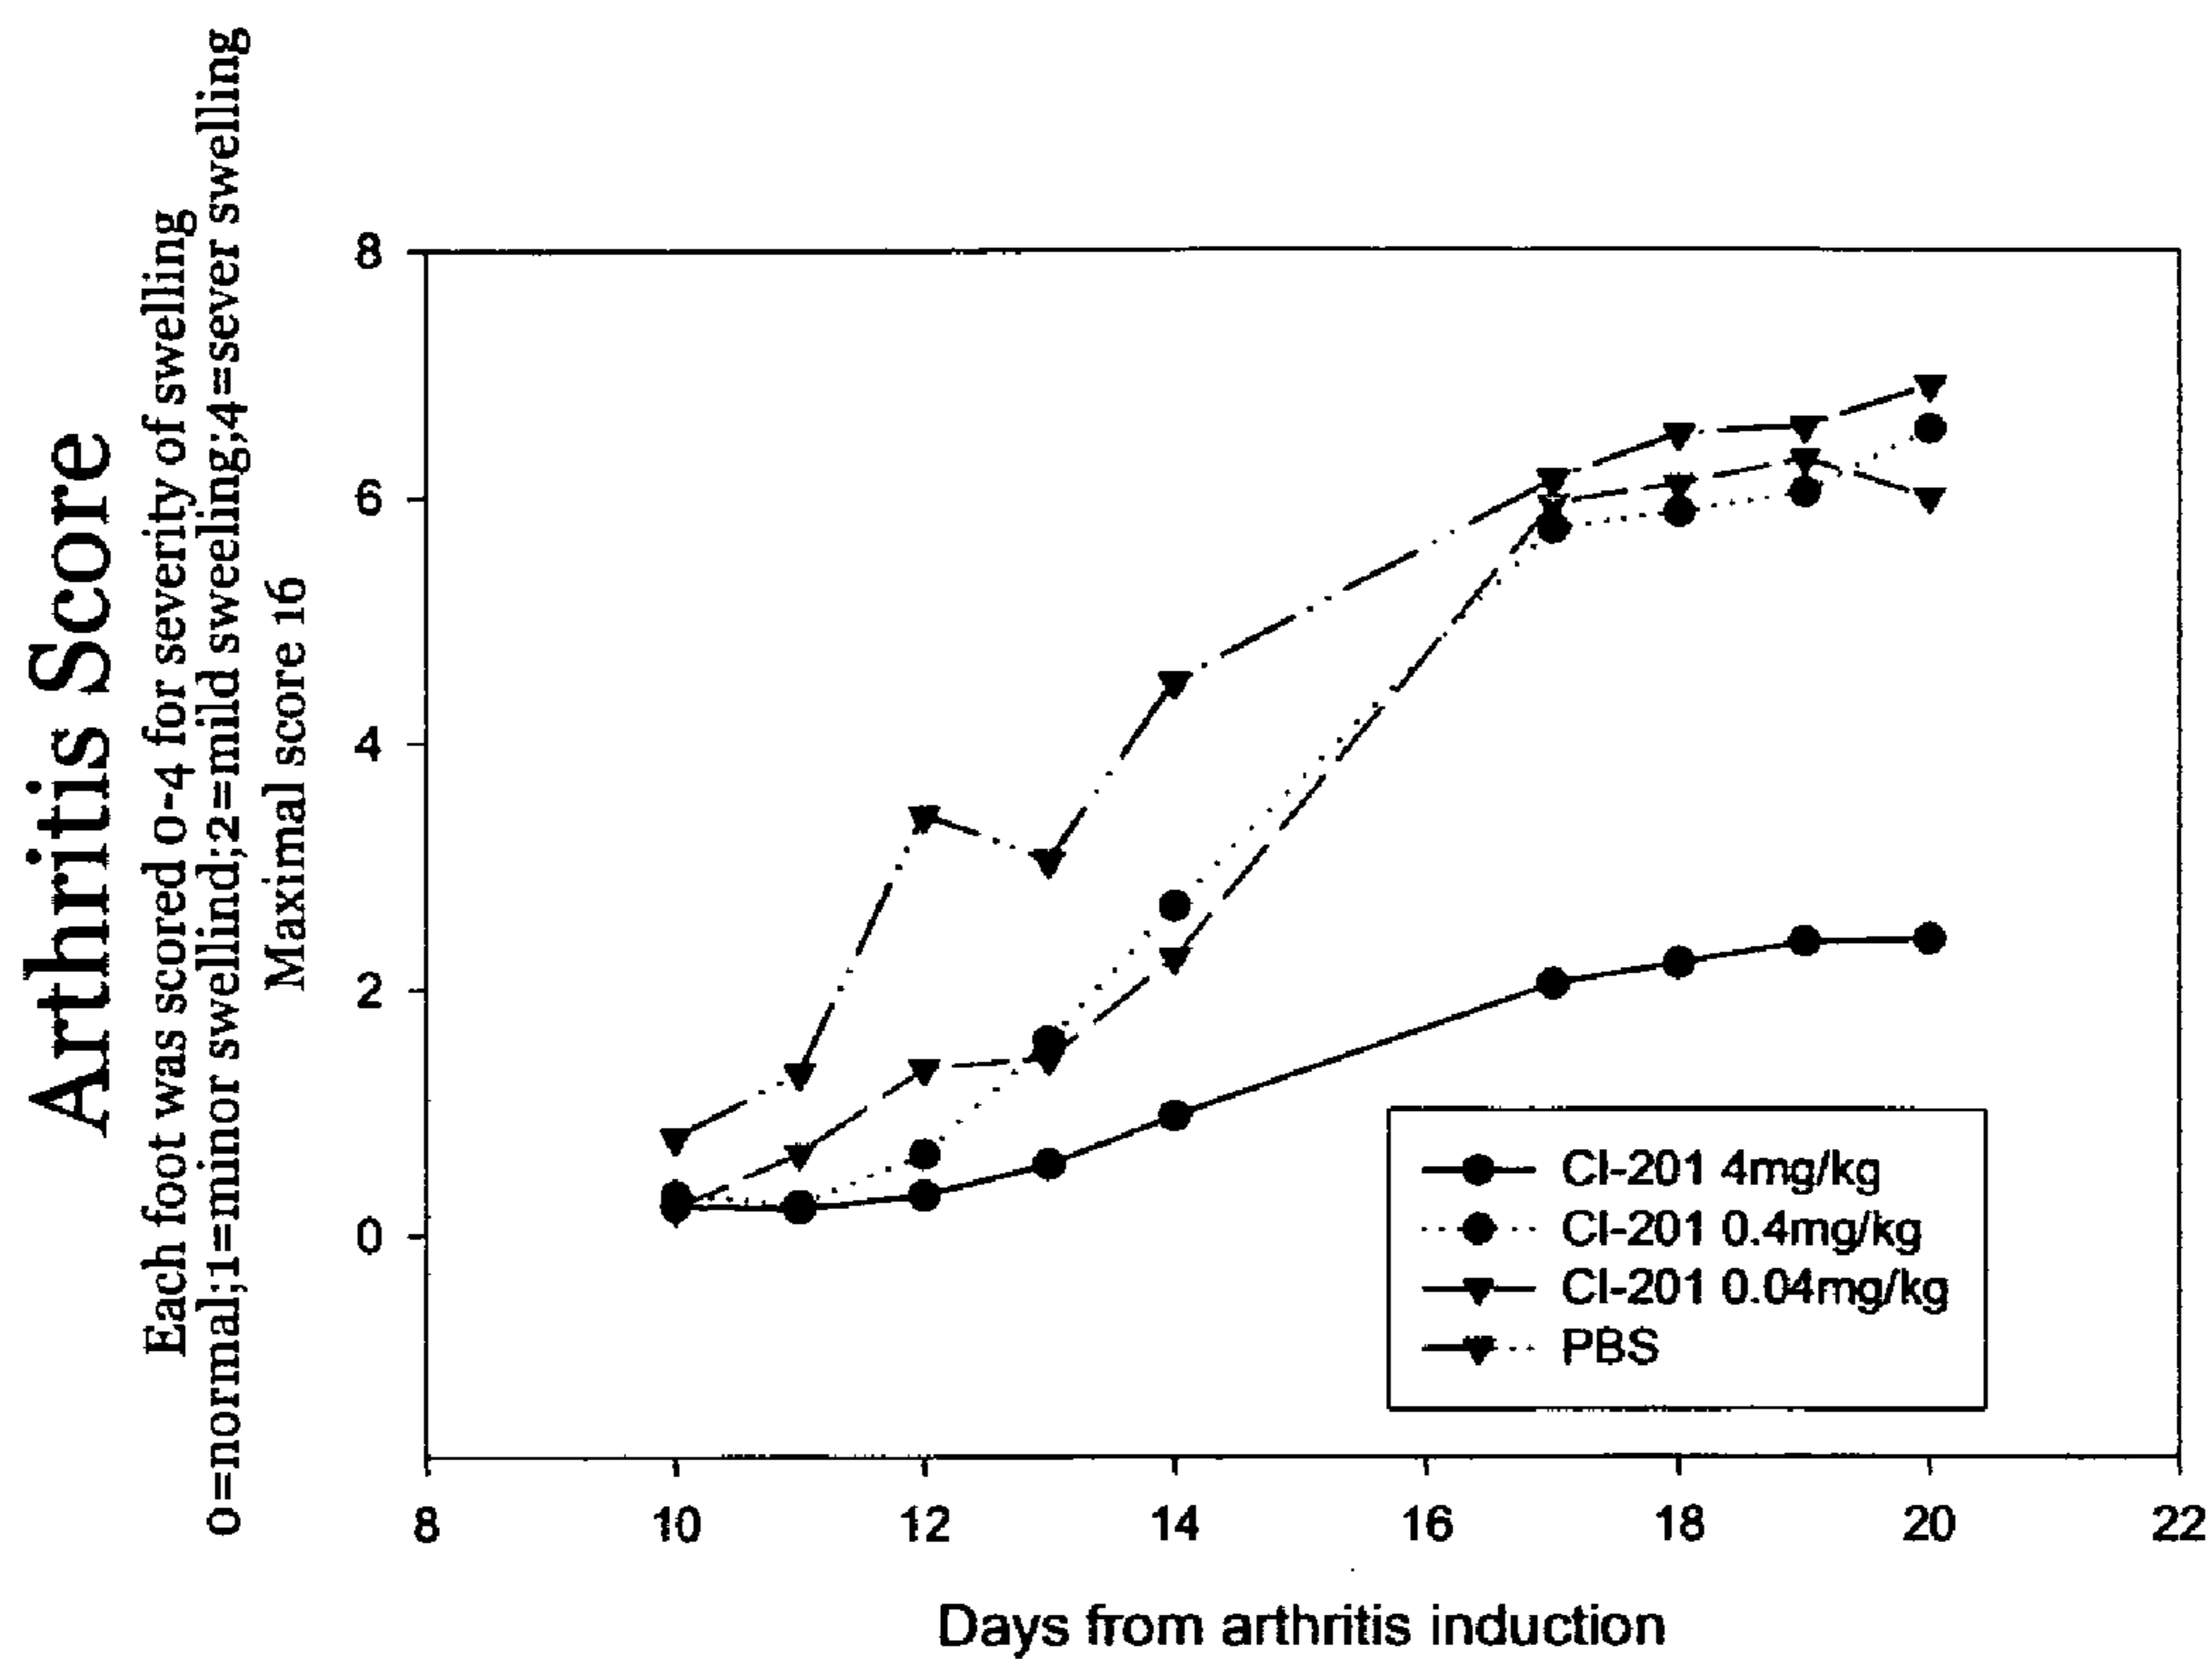 Arthritis Score
Each foot was scored 0-4 for severity of swelling
0=normal;1=minor swellind;2=mild sweeling;4=sever swelling
Maximal score 16
8
6
4
2
0
CI-201 4mg/kg
CI-201 0.4mg/kg
CI-201 0.04mg/kg
PBS
8 10 12 14 16 18 20 22
Days from arthritis induction